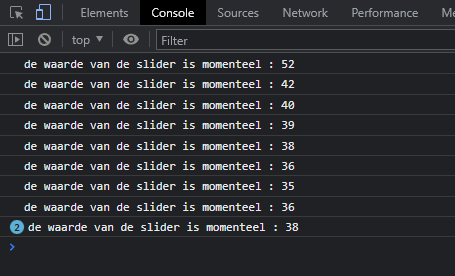 Elements Console Sources Network Performance Me
top Filter
de waarde van de slider is momenteel : 52
de waarde van de slider is momenteel : 42
de waarde van de slider is momenteel : 40
de waarde van de slider is momenteel : 39
de waarde van de slider is momenteel : 38
de waarde van de slider is momenteel : 36
de waarde van de slider is momenteel : 35
de waarde van de slider is momenteel : 36
2 de waarde van de slider is momenteel : 38